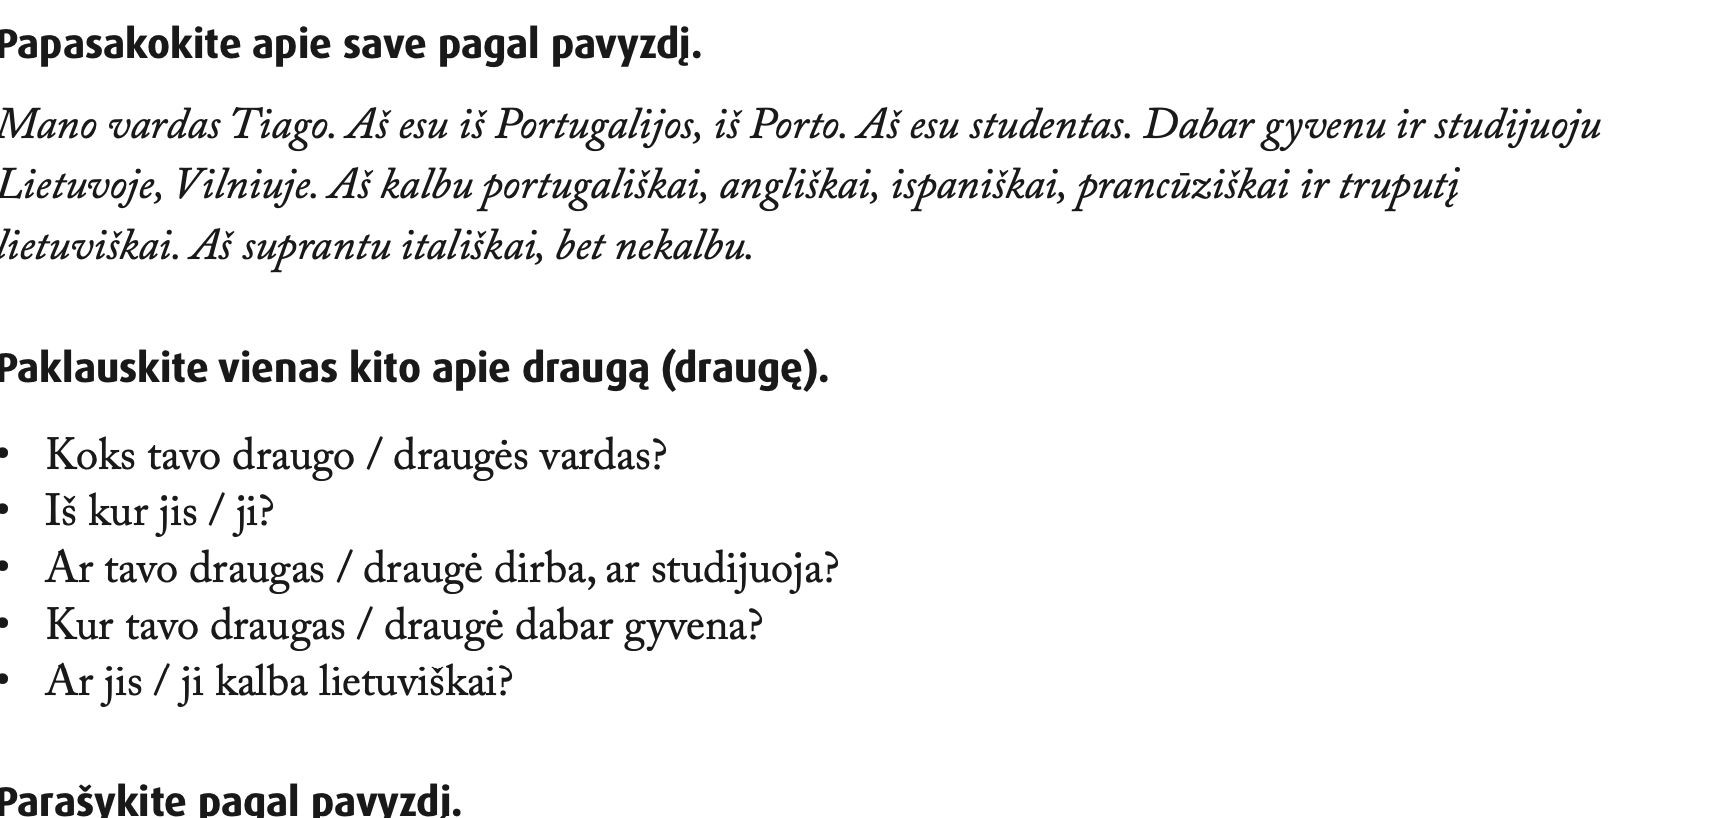 Papasakokite apie save pagal pavyzdį.
Mano vardas Tiago. Aš esu iš Portugalijos, iš Porto. Aš esu studentas. Dabar gyvenu ir studijuoju
Lietuvoje, Vilniuje. Aš kalbu portugališkai, angliškai, ispaniškai, prancūziškai ir truputį
lietuviškai. Aš suprantu itališkai, bet nekalbu.
Paklauskite vienas kito apie draugą (draugę).
• Koks tavo draugo / draugės vardas?
• Iš kur jis / ji?
• Ar tavo draugas / draugė dirba, ar studijuoja?
• Kur tavo draugas / draugė dabar gyvena?
• Ar jis / ji kalba lietuviškai?
Parašykite pagal pavyzdį.